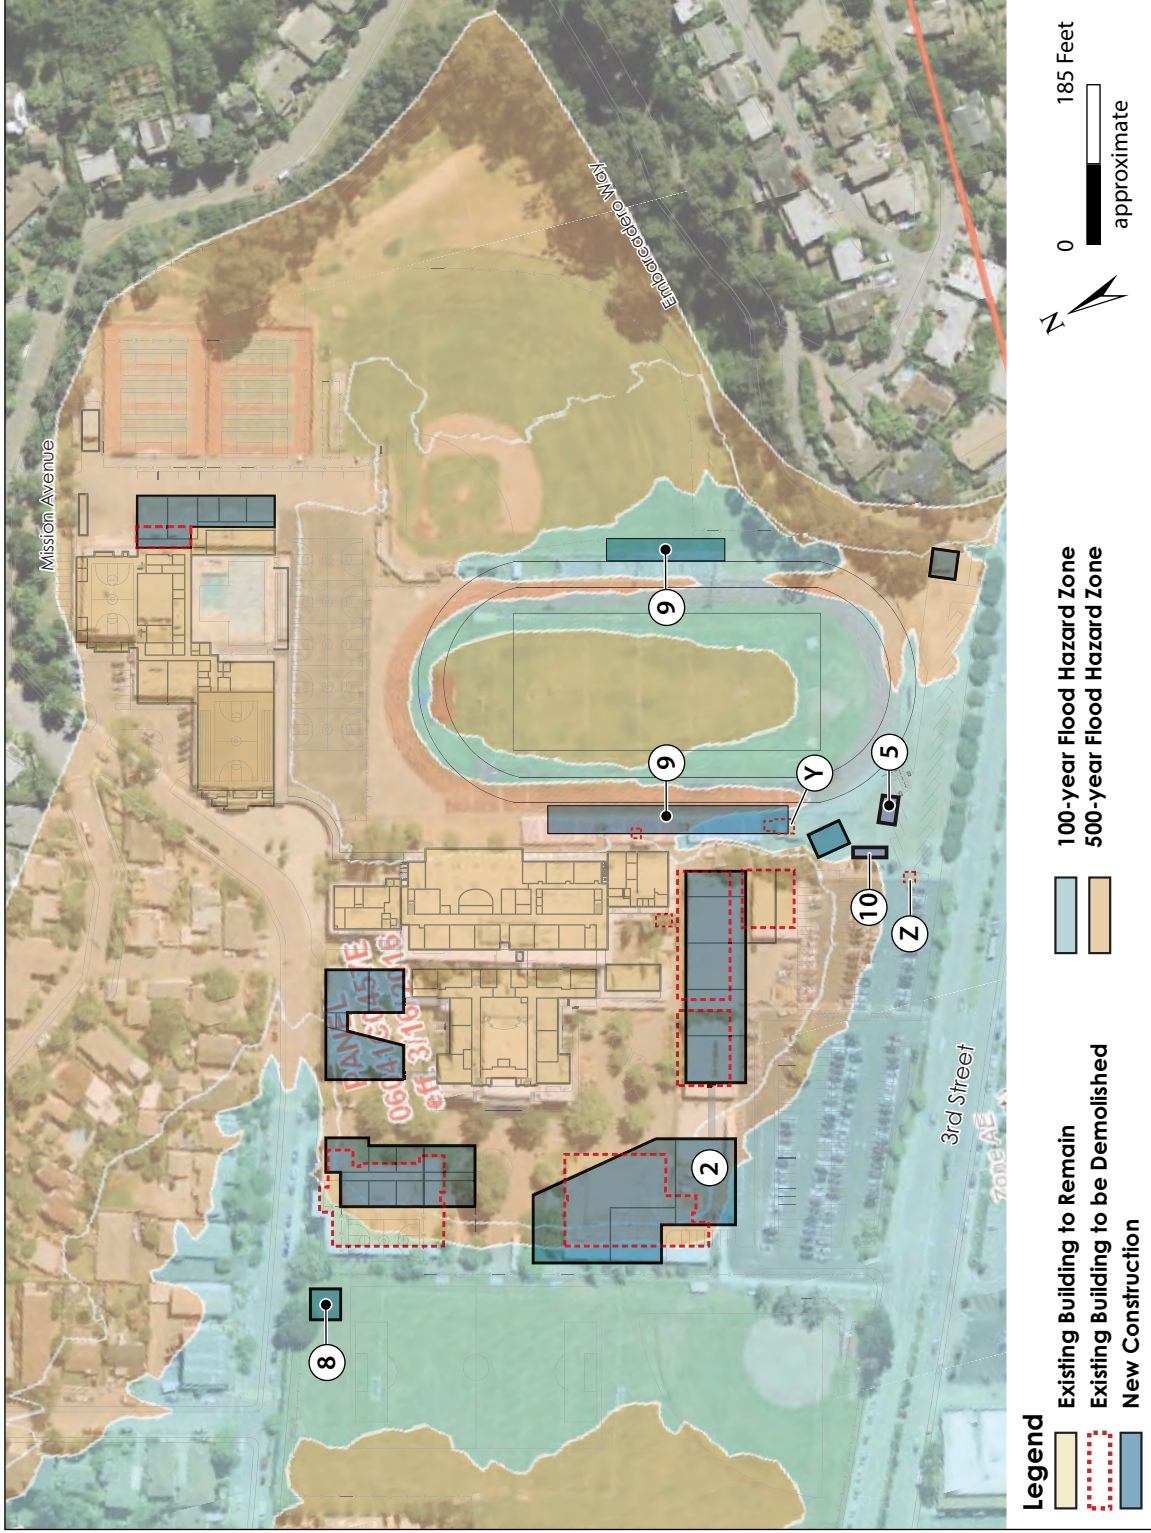 Mission Avenue
Embarcadero Way
PANEL
06041C0457E
eff. 3/16/2016
9
9
Y
5
10
Z
2
8
3rd Street
ZONE AE
N
0
185 Feet
approximate
Legend
Existing Building to Remain
Existing Building to be Demolished
New Construction
100-year Flood Hazard Zone
500-year Flood Hazard Zone